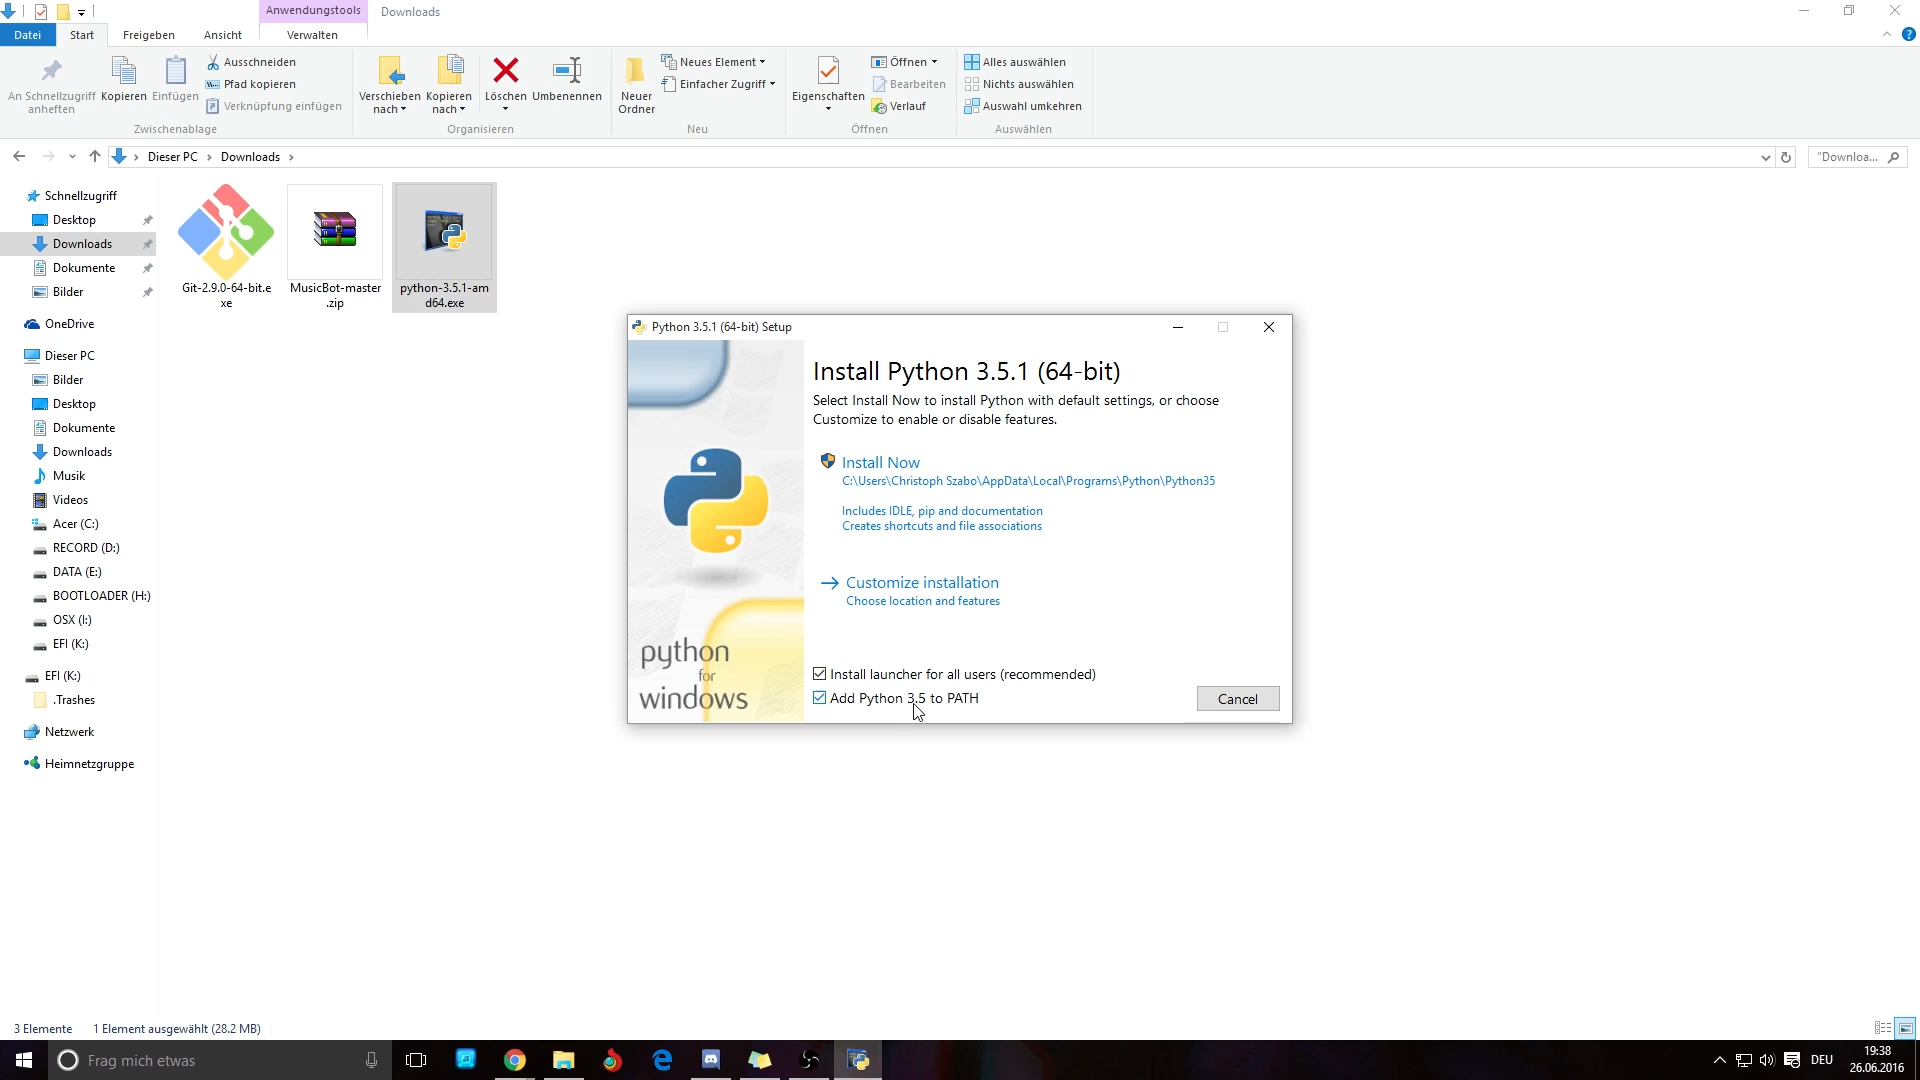 Anwendungstools
Downloads
Datei
Start
Freigeben
Ansicht
Verwalten
An Schnellzugriff
anheften
Kopieren
Einfügen
Ausschneiden
Pfad kopieren
Verknüpfung einfügen
Zwischenablage
Verschieben
nach
Kopieren
nach
Löschen
Umbenennen
Organisieren
Neuer
Ordner
Neues Element
Einfacher Zugriff
Neu
Eigenschaften
Öffnen
Bearbeiten
Verlauf
Öffnen
Alles auswählen
Nichts auswählen
Auswahl umkehren
Auswählen
Dieser PC
Downloads
"Downloa...
Schnellzugriff
Desktop
Downloads
Dokumente
Bilder
OneDrive
Dieser PC
Bilder
Desktop
Dokumente
Downloads
Musik
Videos
Acer (C:)
RECORD (D:)
DATA (E:)
BOOTLOADER (H:)
OSX (I:)
EFI (K:)
EFI (K:)
.Trashes
Netzwerk
Heimnetzgruppe
Git-2.9.0-64-bit.e
xe
MusicBot-master
.zip
python-3.5.1-am
d64.exe
Python 3.5.1 (64-bit) Setup
Install Python 3.5.1 (64-bit)
Select Install Now to install Python with default settings, or choose
Customize to enable or disable features.
Install Now
C:\Users\Christoph Szabo\AppData\Local\Programs\Python\Python35
Includes IDLE, pip and documentation
Creates shortcuts and file associations
Customize installation
Choose location and features
python
for
windows
Install launcher for all users (recommended)
Add Python 3.5 to PATH
Cancel
3 Elemente
1 Element ausgewählt (28.2 MB)
Frag mich etwas
DEU
19:38
26.06.2016